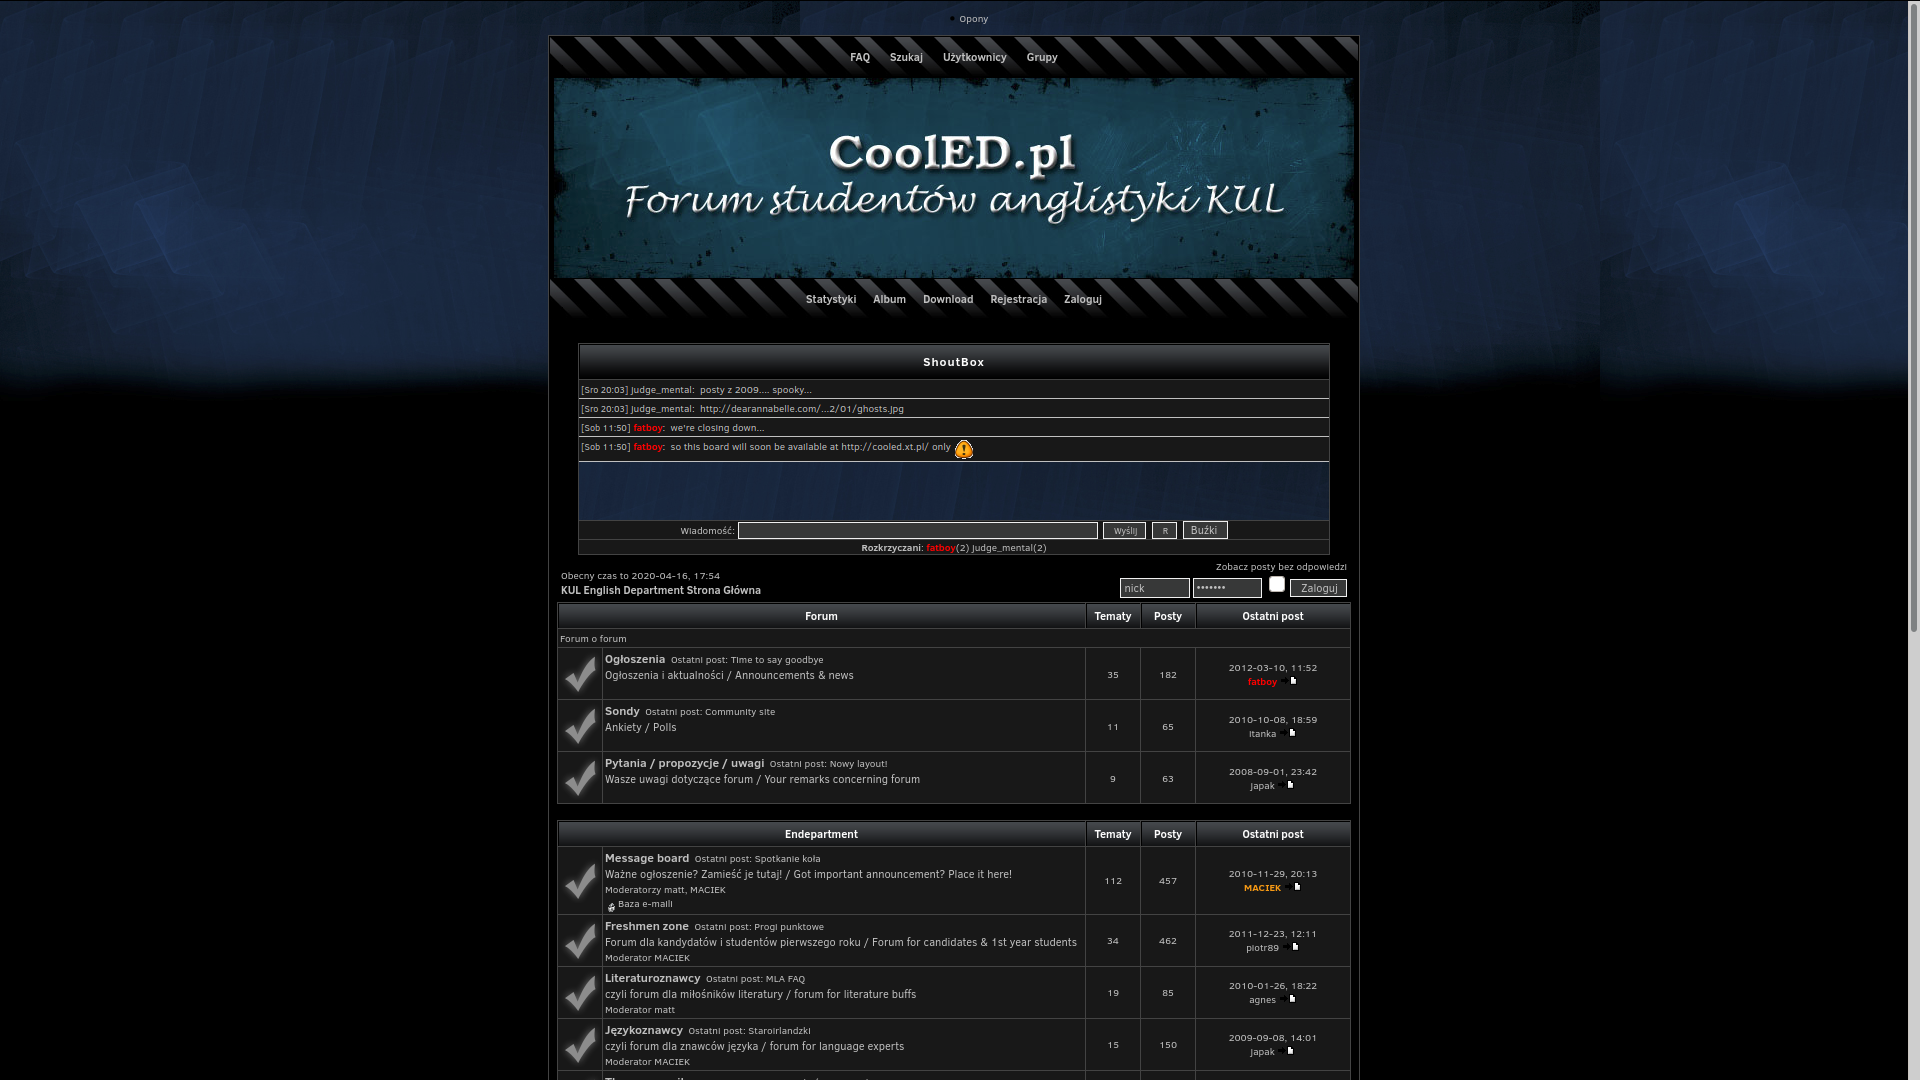 Opony
FAQ Szukaj Użytkownicy Grupy
CoolED.pl
Forum studentów anglistyki KUL
Statystyki Album Download Rejestracja Zaloguj
ShoutBox
[Sro 20:03] judge_mental: posty z 2009.... spooky...
[Sro 20:03] judge_mental: http://dearannabelle.com/...2/01/ghosts.jpg
[Sob 11:50] fatboy: we're closing down...
[Sob 11:50] fatboy: so this board will soon be available at http://cooled.xt.pl/ only
Wiadomość: Wyślij R Buźki
Rozkrzyczani: fatboy(2) judge_mental(2)
Zobacz posty bez odpowiedzi
Obecny czas to 2020-04-16, 17:54
KUL English Department Strona Główna
nick ••••••• Zaloguj
Forum Tematy Posty Ostatni post
Forum o forum
Ogłoszenia Ostatni post: Time to say goodbye
Ogłoszenia i aktualności / Announcements & news
35 182 2012-03-10, 11:52
fatboy
Sondy Ostatni post: Community site
Ankiety / Polls
11 65 2010-10-08, 18:59
Itanka
Pytania / propozycje / uwagi Ostatni post: Nowy layout!
Wasze uwagi dotyczące forum / Your remarks concerning forum
9 63 2008-09-01, 23:42
japak
Endepartment Tematy Posty Ostatni post
Message board Ostatni post: Spotkanie koła
Ważne ogłoszenie? Zamieść je tutaj! / Got important announcement? Place it here!
Moderatorzy matt, MACIEK
Baza e-maili
112 457 2010-11-29, 20:13
MACIEK
Freshmen zone Ostatni post: Progi punktowe
Forum dla kandydatów i studentów pierwszego roku / Forum for candidates & 1st year students
Moderator MACIEK
34 462 2011-12-23, 12:11
piotr89
Literaturoznawcy Ostatni post: MLA FAQ
czyli forum dla miłośników literatury / forum for literature buffs
Moderator matt
19 85 2010-01-26, 18:22
agnes
Językoznawcy Ostatni post: Staroirlandzki
czyli forum dla znawców języka / forum for language experts
Moderator MACIEK
15 150 2009-09-08, 14:01
japak